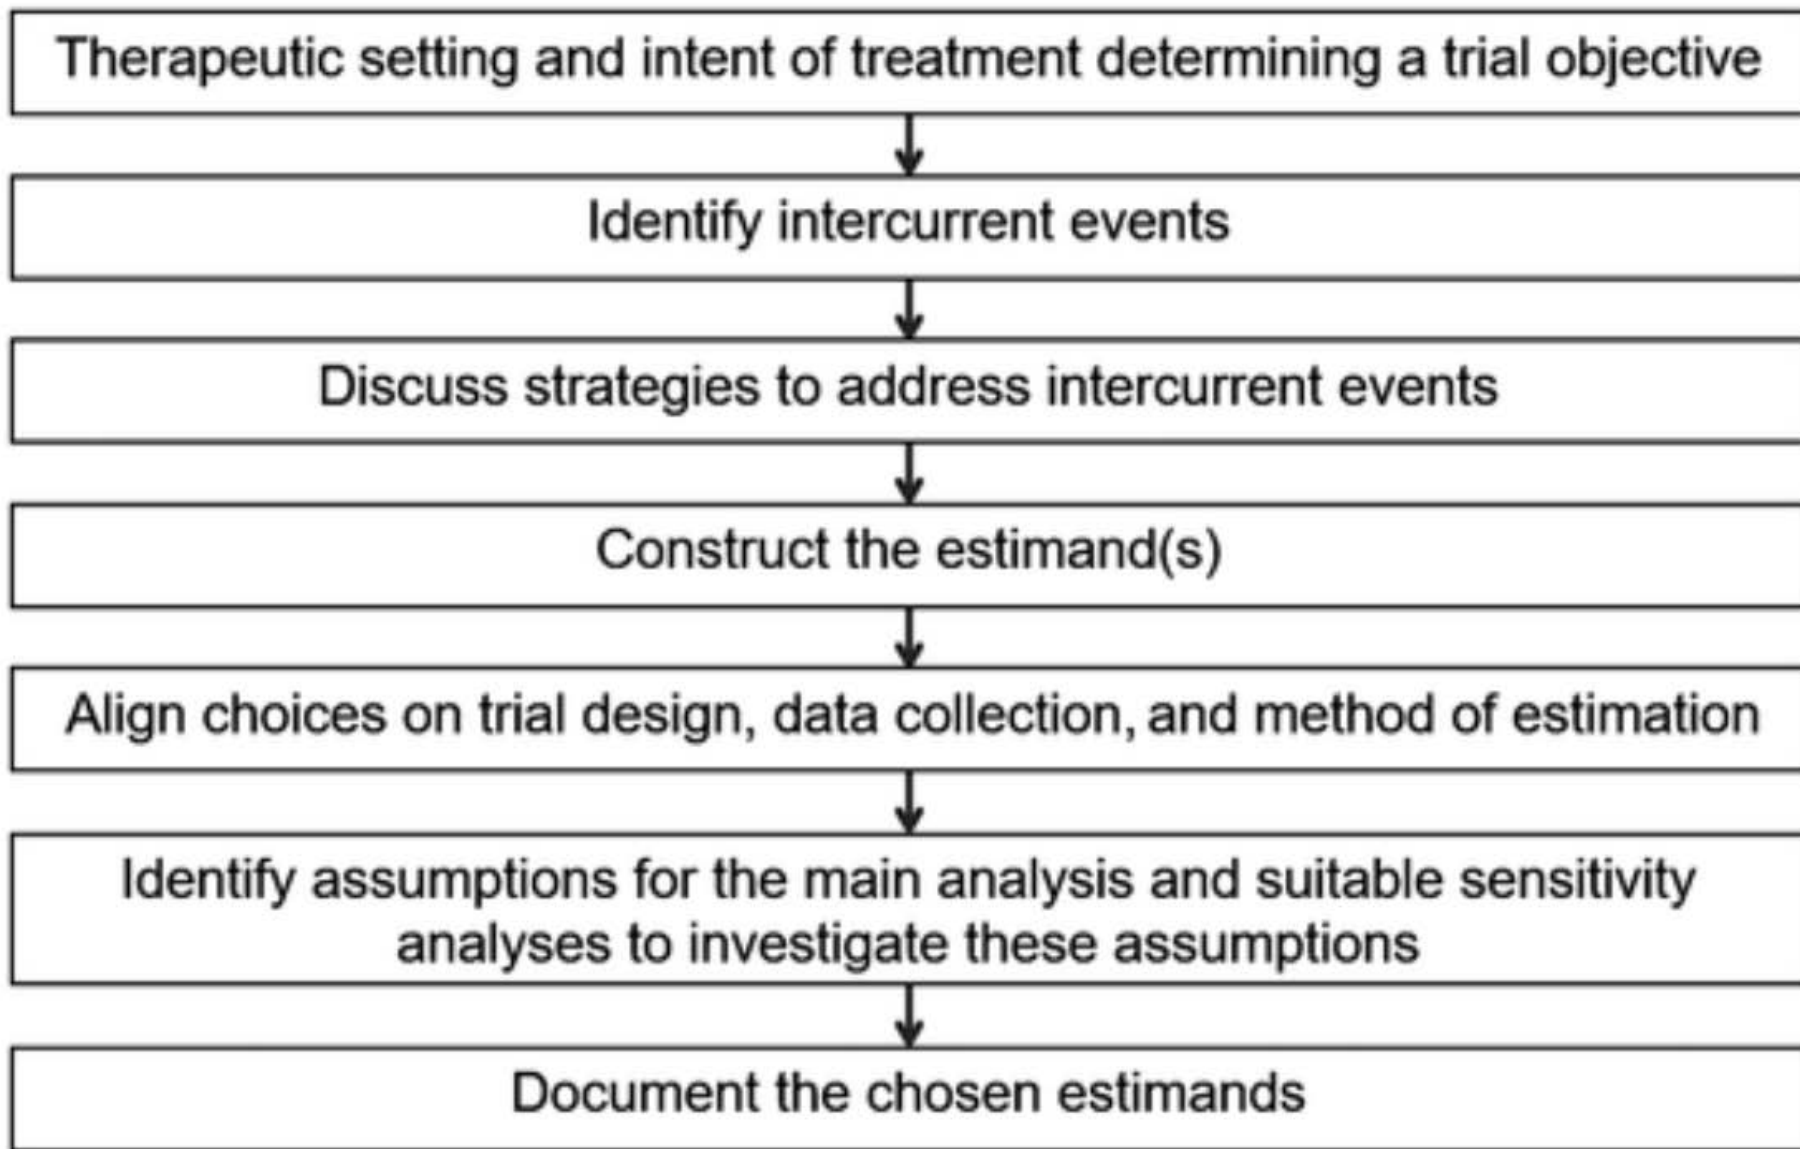 Therapeutic setting and intent of treatment determining a trial objective
Identify intercurrent events
Discuss strategies to address intercurrent events
Construct the estimand(s)
Align choices on trial design, data collection, and method of estimation
Identify assumptions for the main analysis and suitable sensitivity
analyses to investigate these assumptions
Document the chosen estimands